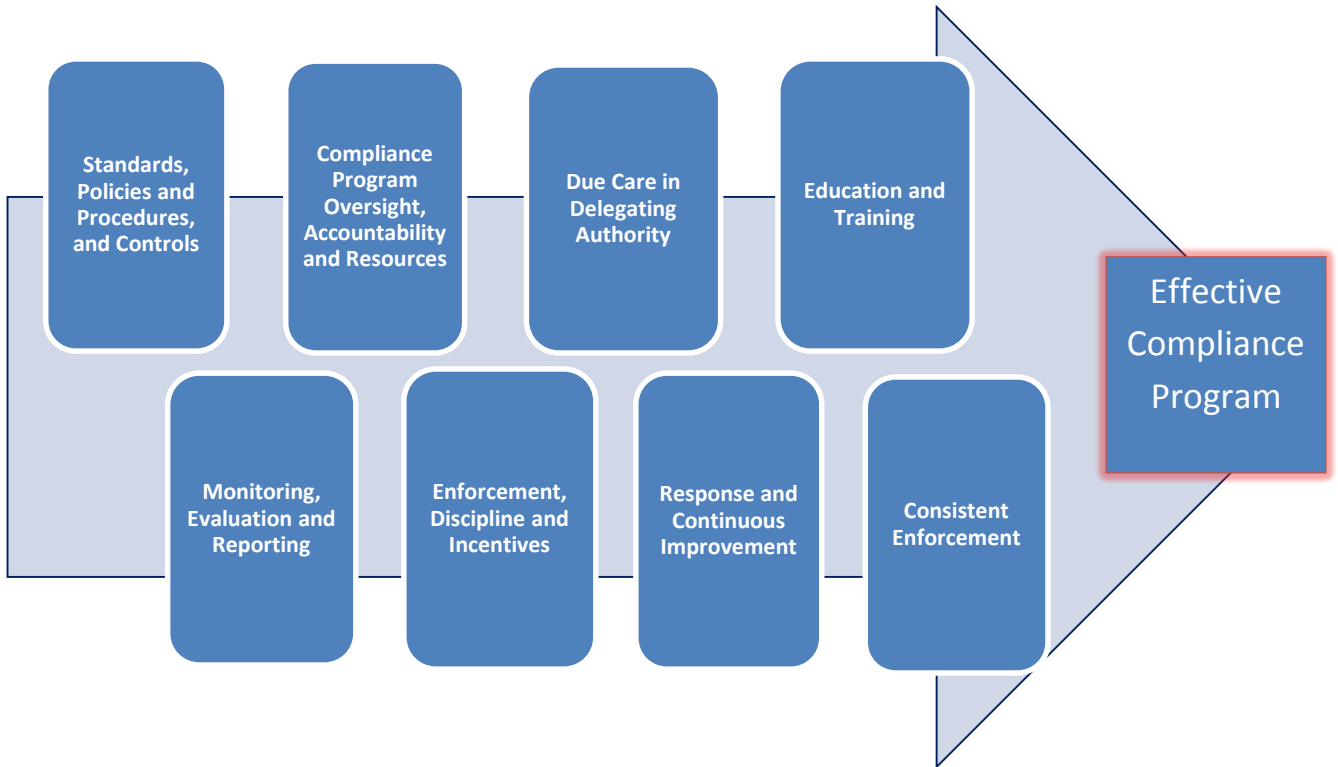 Standards,
Policies and
Procedures,
and Controls
Compliance
Program
Oversight,
Accountability
and Resources
Due Care in
Delegating
Authority
Education and
Training
Effective
Compliance
Program
Monitoring,
Evaluation and
Reporting
Enforcement,
Discipline and
Incentives
Response and
Continuous
Improvement
Consistent
Enforcement